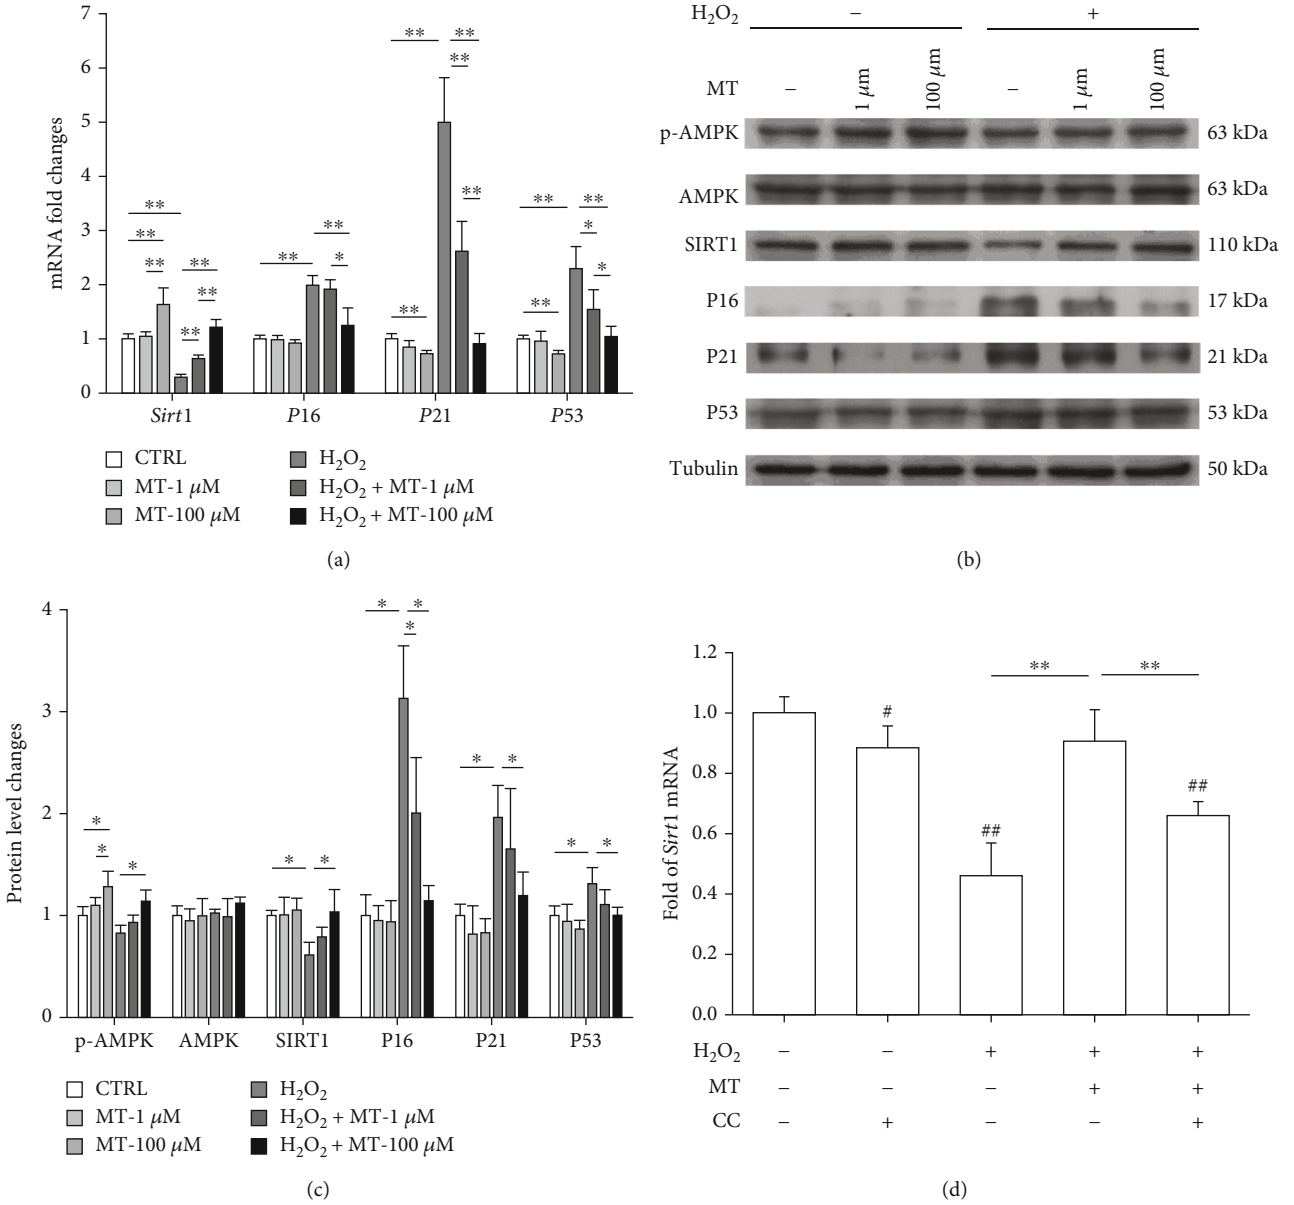 7
6
5
4
3
2
1
0
mRNA fold changes
** ** ** ** ** ** **
** ** ** *
** ** ** ** **
** ** * ** *
Sirt1 P16 P21 P53
CTRL H₂O₂
MT-1 μM H₂O₂ + MT-1 μM
MT-100 μM H₂O₂ + MT-100 μM
(a)
H₂O₂ – +
MT – 1 μm 100 μm – 1 μm 100 μm
p-AMPK 63 kDa
AMPK 63 kDa
SIRT1 110 kDa
P16 17 kDa
P21 21 kDa
P53 53 kDa
Tubulin 50 kDa
(b)
4
3
2
1
0
Protein level changes
* * *
* * * *
* * * * *
p-AMPK AMPK SIRT1 P16 P21 P53
CTRL H₂O₂
MT-1 μM H₂O₂ + MT-1 μM
MT-100 μM H₂O₂ + MT-100 μM
(c)
1.2
1.0
0.8
0.6
0.4
0.2
0.0
Fold of Sirt1 mRNA
** **
# ## ##
H₂O₂ – – + + +
MT – – – + +
CC – + – – +
(d)